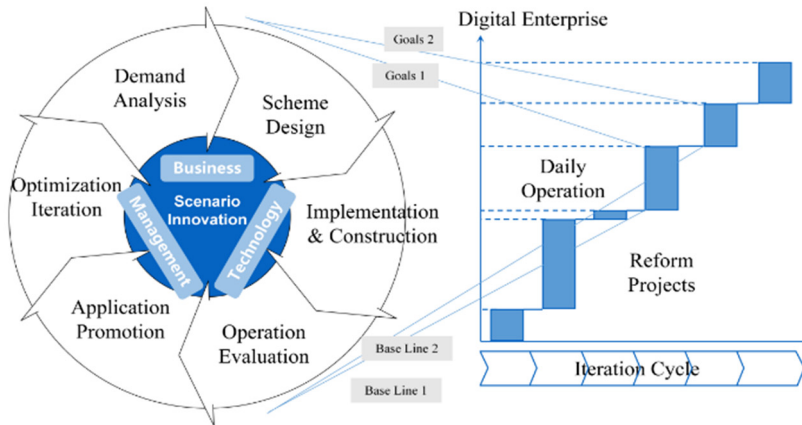 Digital Enterprise
Goals 2
Goals 1
Demand
Analysis
Scheme
Design
Business
Scenario
Innovation
Management
Technology
Optimization
Iteration
Implementation
& Construction
Application
Promotion
Operation
Evaluation
Daily
Operation
Reform
Projects
Base Line 2
Base Line 1
Iteration Cycle